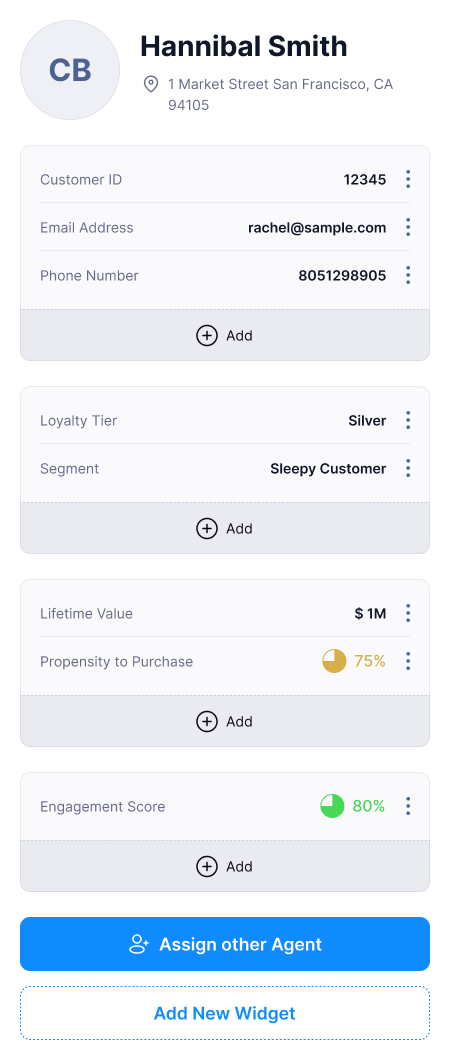 CB
Hannibal Smith
1 Market Street San Francisco, CA
94105
Customer ID 12345
Email Address rachel@sample.com
Phone Number 8051298905
Add
Loyalty Tier Silver
Segment Sleepy Customer
Add
Lifetime Value $ 1M
Propensity to Purchase 75%
Add
Engagement Score 80%
Add
Assign other Agent
Add New Widget